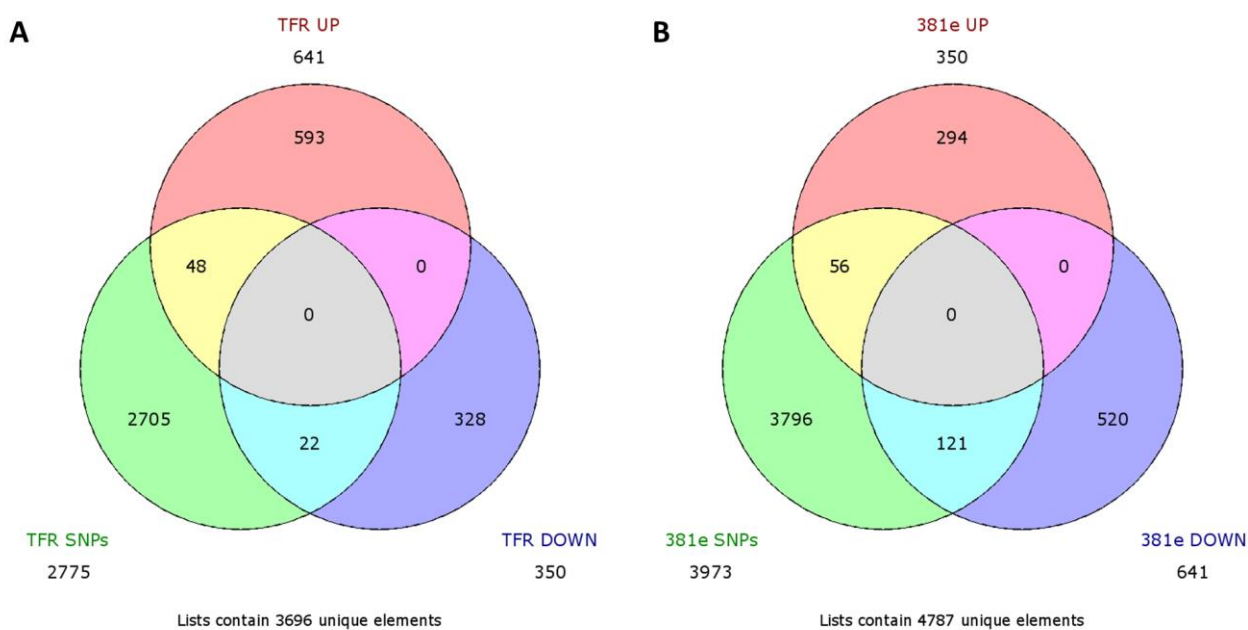 A
TFR UP
641
593
48
0
0
2705
22
328
TFR SNPs
2775
TFR DOWN
350
Lists contain 3696 unique elements
B
381e UP
350
294
56
0
0
3796
121
520
381e SNPs
3973
381e DOWN
641
Lists contain 4787 unique elements